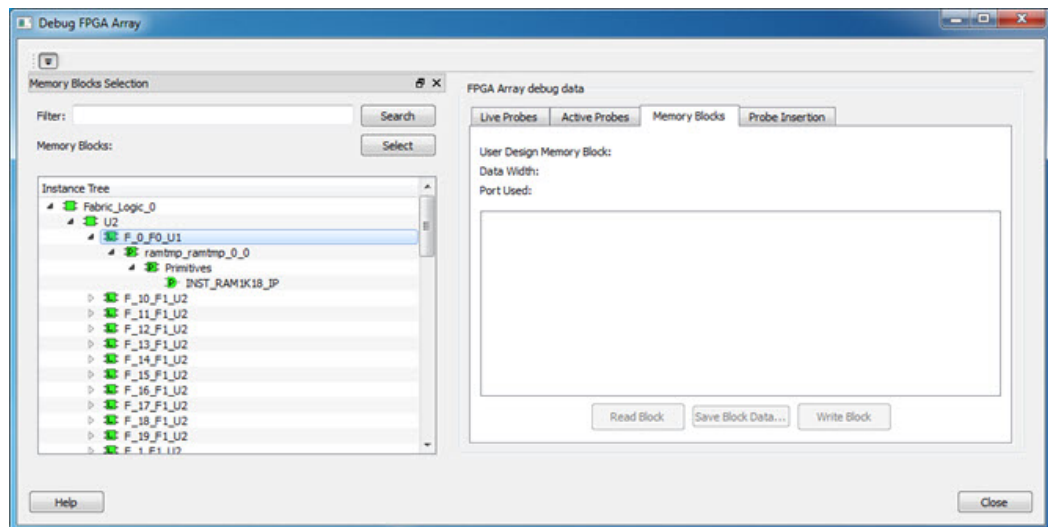 Debug FPGA Array
Memory Blocks Selection
Filter:
Search
Memory Blocks:
Select
Instance Tree
Fabric_Logic_0
U2
F_0_F0_U1
ramtmp_ramtmp_0_0
Primitives
INST_RAM1K18_IP
F_10_F1_U2
F_11_F1_U2
F_12_F1_U2
F_13_F1_U2
F_14_F1_U2
F_15_F1_U2
F_16_F1_U2
F_17_F1_U2
F_18_F1_U2
F_19_F1_U2
F_1_F1_U2
FPGA Array debug data
Live Probes Active Probes Memory Blocks Probe Insertion
User Design Memory Block:
Data Width:
Port Used:
Read Block Save Block Data... Write Block
Help
Close